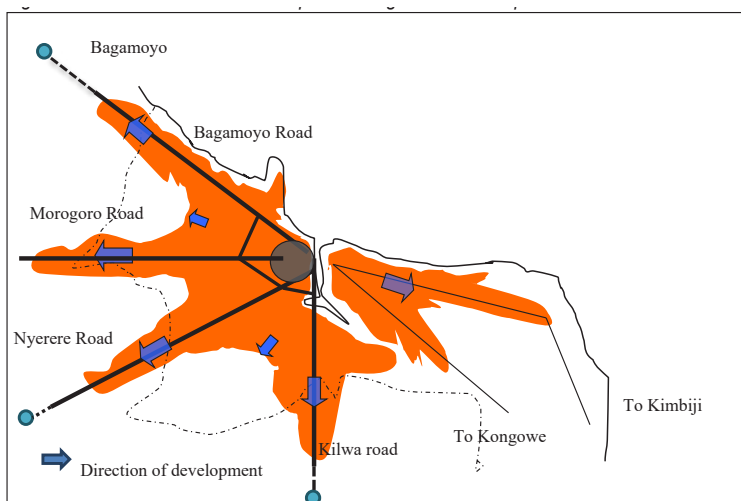 Bagamoyo
Bagamoyo Road
Morogoro Road
Nyerere Road
To Kimbiji
To Kongowe
Kilwa road
Direction of development